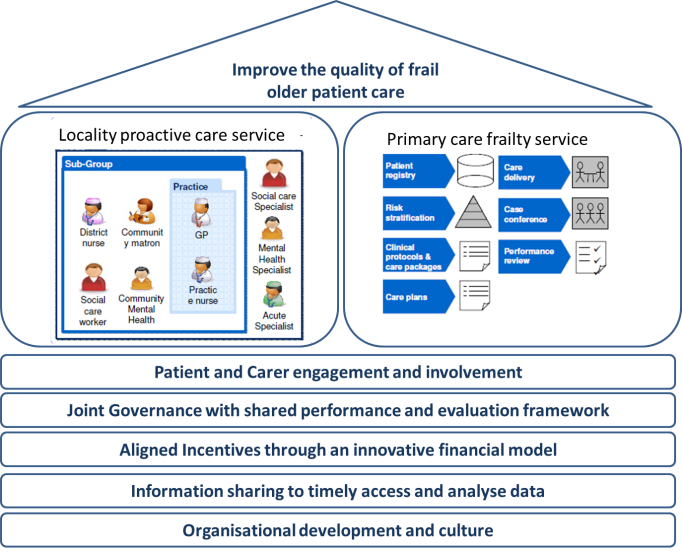 Improve the quality of frail
older patient care
Locality proactive care service
Sub-Group
Practice
District
nurse
Communit
y matron
GP
Social care
Specialist
Mental
Health
Specialist
Social
care
worker
Community
Mental
Health
Practic
e nurse
Acute
Specialist
Primary care frailty service
Patient
registry
Care
delivery
Risk
stratification
Case
conference
Clinical
protocols &
care packages
Performance
review
Care plans
Patient and Carer engagement and involvement
Joint Governance with shared performance and evaluation framework
Aligned Incentives through an innovative financial model
Information sharing to timely access and analyse data
Organisational development and culture